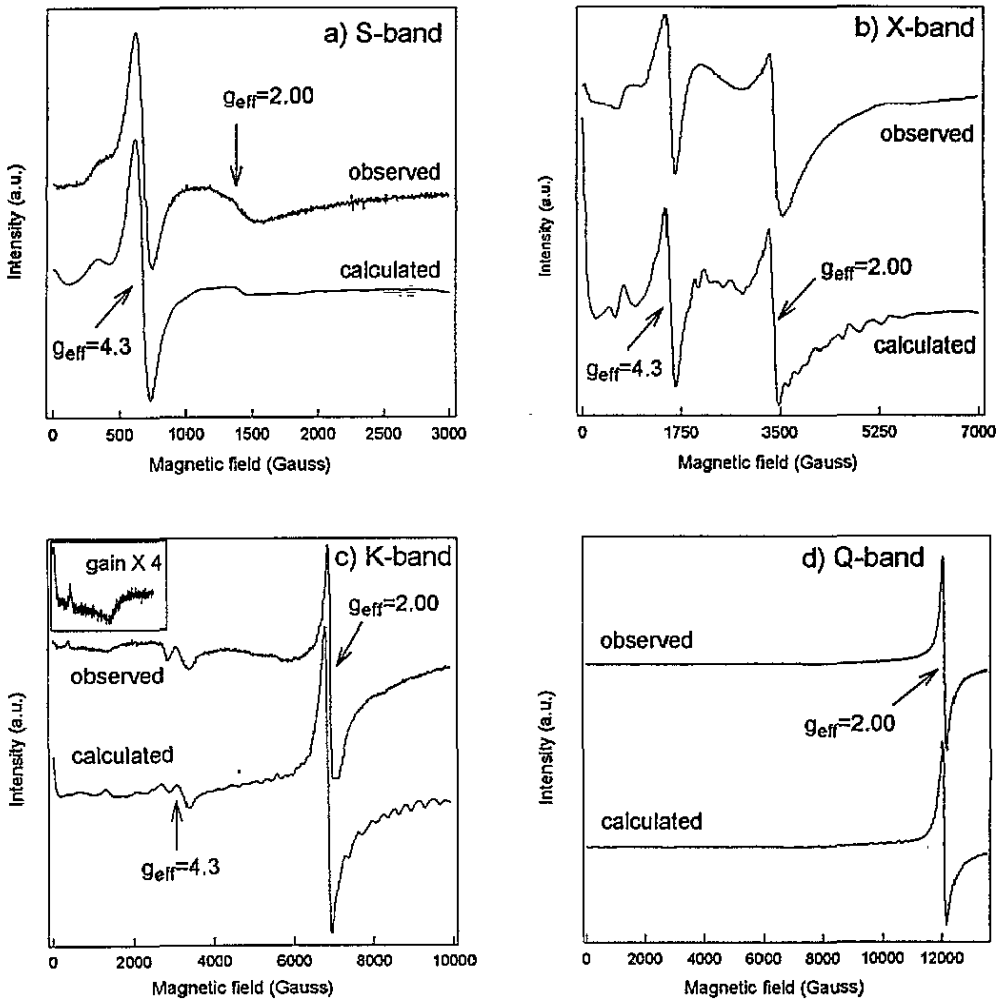 a) S-band
g_eff=2.00
observed
calculated
g_eff=4.3
Intensity (a.u.)
0 500 1000 1500 2000 2500 3000
Magnetic field (Gauss)
b) X-band
observed
g_eff=2.00
g_eff=4.3
calculated
Intensity (a.u.)
0 1750 3500 5250 7000
Magnetic field (Gauss)
gain X 4
c) K-band
g_eff=2.00
observed
calculated
g_eff=4.3
Intensity (a.u.)
0 2000 4000 6000 8000 10000
Magnetic field (Gauss)
d) Q-band
observed
g_eff=2.00
calculated
Intensity (a.u.)
0 2000 4000 6000 8000 10000 12000
Magnetic field (Gauss)